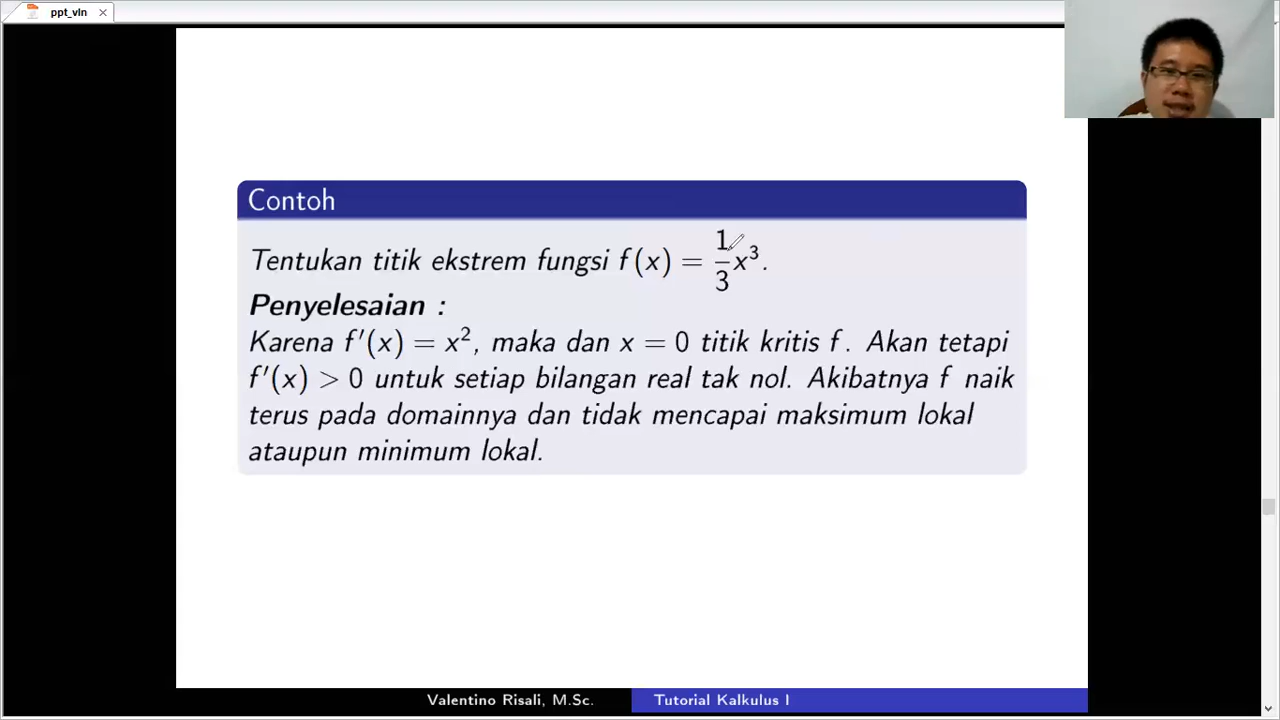 ppt_vln
Contoh
Tentukan titik ekstrem fungsi f(x) = 1/3 x³.
Penyelesaian :
Karena f′(x) = x², maka dan x = 0 titik kritis f. Akan tetapi
f′(x) > 0 untuk setiap bilangan real tak nol. Akibatnya f naik
terus pada domainnya dan tidak mencapai maksimum lokal
ataupun minimum lokal.
Valentino Risali, M.Sc.
Tutorial Kalkulus I